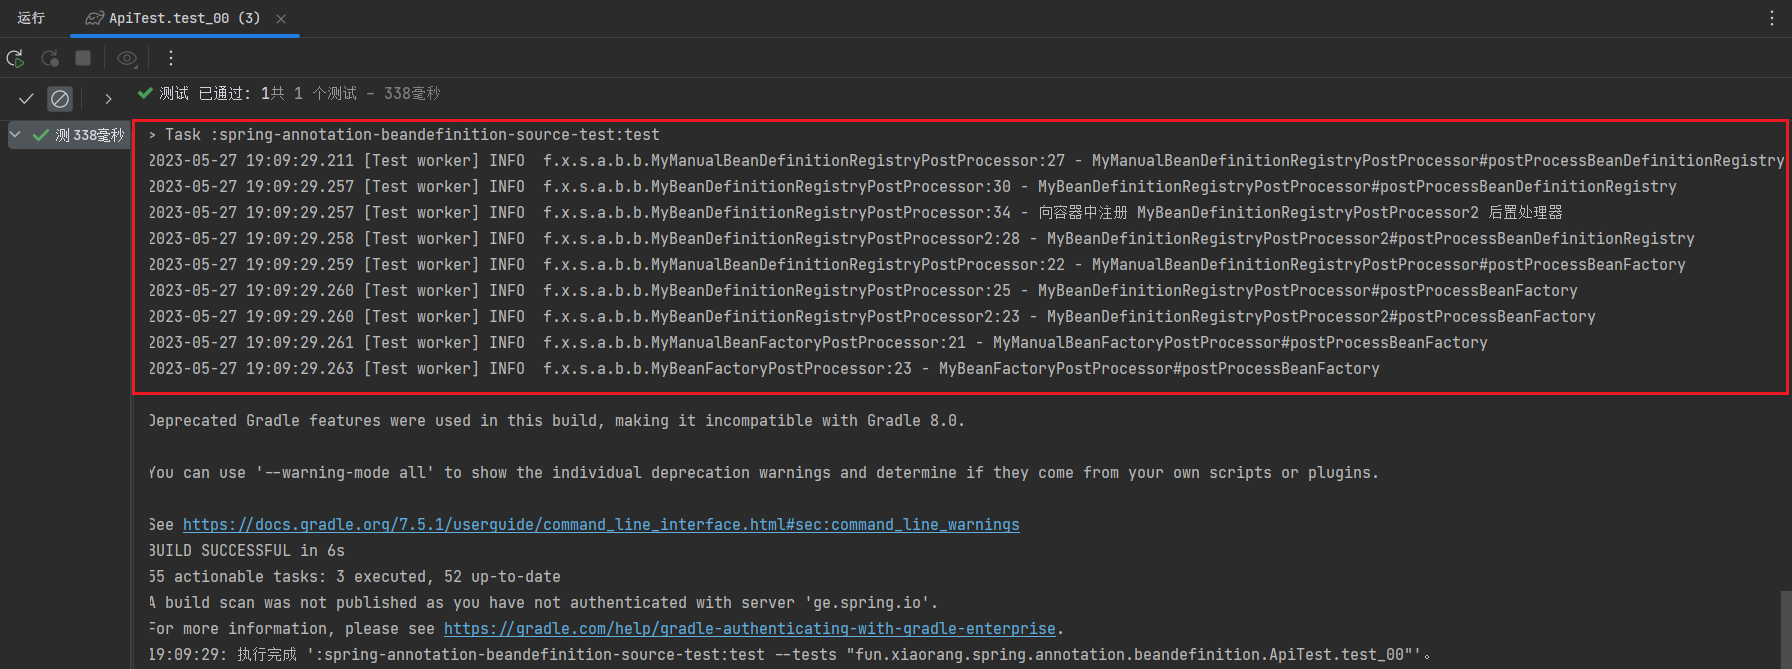 运行 ApiTest.test_00 (3)
测试 已通过: 1共 1 个测试 – 338毫秒
测 338毫秒
> Task :spring-annotation-beandefinition-source-test:test
2023-05-27 19:09:29.211 [Test worker] INFO  f.x.s.a.b.b.MyManualBeanDefinitionRegistryPostProcessor:27 - MyManualBeanDefinitionRegistryPostProcessor#postProcessBeanDefinitionRegistry
2023-05-27 19:09:29.257 [Test worker] INFO  f.x.s.a.b.b.MyBeanDefinitionRegistryPostProcessor:30 - MyBeanDefinitionRegistryPostProcessor#postProcessBeanDefinitionRegistry
2023-05-27 19:09:29.257 [Test worker] INFO  f.x.s.a.b.b.MyBeanDefinitionRegistryPostProcessor:34 - 向容器中注册 MyBeanDefinitionRegistryPostProcessor2 后置处理器
2023-05-27 19:09:29.258 [Test worker] INFO  f.x.s.a.b.b.MyBeanDefinitionRegistryPostProcessor2:28 - MyBeanDefinitionRegistryPostProcessor2#postProcessBeanDefinitionRegistry
2023-05-27 19:09:29.259 [Test worker] INFO  f.x.s.a.b.b.MyManualBeanDefinitionRegistryPostProcessor:22 - MyManualBeanDefinitionRegistryPostProcessor#postProcessBeanFactory
2023-05-27 19:09:29.260 [Test worker] INFO  f.x.s.a.b.b.MyBeanDefinitionRegistryPostProcessor:25 - MyBeanDefinitionRegistryPostProcessor#postProcessBeanFactory
2023-05-27 19:09:29.260 [Test worker] INFO  f.x.s.a.b.b.MyBeanDefinitionRegistryPostProcessor2:23 - MyBeanDefinitionRegistryPostProcessor2#postProcessBeanFactory
2023-05-27 19:09:29.261 [Test worker] INFO  f.x.s.a.b.b.MyManualBeanFactoryPostProcessor:21 - MyManualBeanFactoryPostProcessor#postProcessBeanFactory
2023-05-27 19:09:29.263 [Test worker] INFO  f.x.s.a.b.b.MyBeanFactoryPostProcessor:23 - MyBeanFactoryPostProcessor#postProcessBeanFactory
Deprecated Gradle features were used in this build, making it incompatible with Gradle 8.0.
You can use '--warning-mode all' to show the individual deprecation warnings and determine if they come from your own scripts or plugins.
See https://docs.gradle.org/7.5.1/userguide/command_line_interface.html#sec:command_line_warnings
BUILD SUCCESSFUL in 6s
55 actionable tasks: 3 executed, 52 up-to-date
A build scan was not published as you have not authenticated with server 'ge.spring.io'.
For more information, please see https://gradle.com/help/gradle-authenticating-with-gradle-enterprise.
19:09:29: 执行完成 ':spring-annotation-beandefinition-source-test:test --tests "fun.xiaorang.spring.annotation.beandefinition.ApiTest.test_00"'。